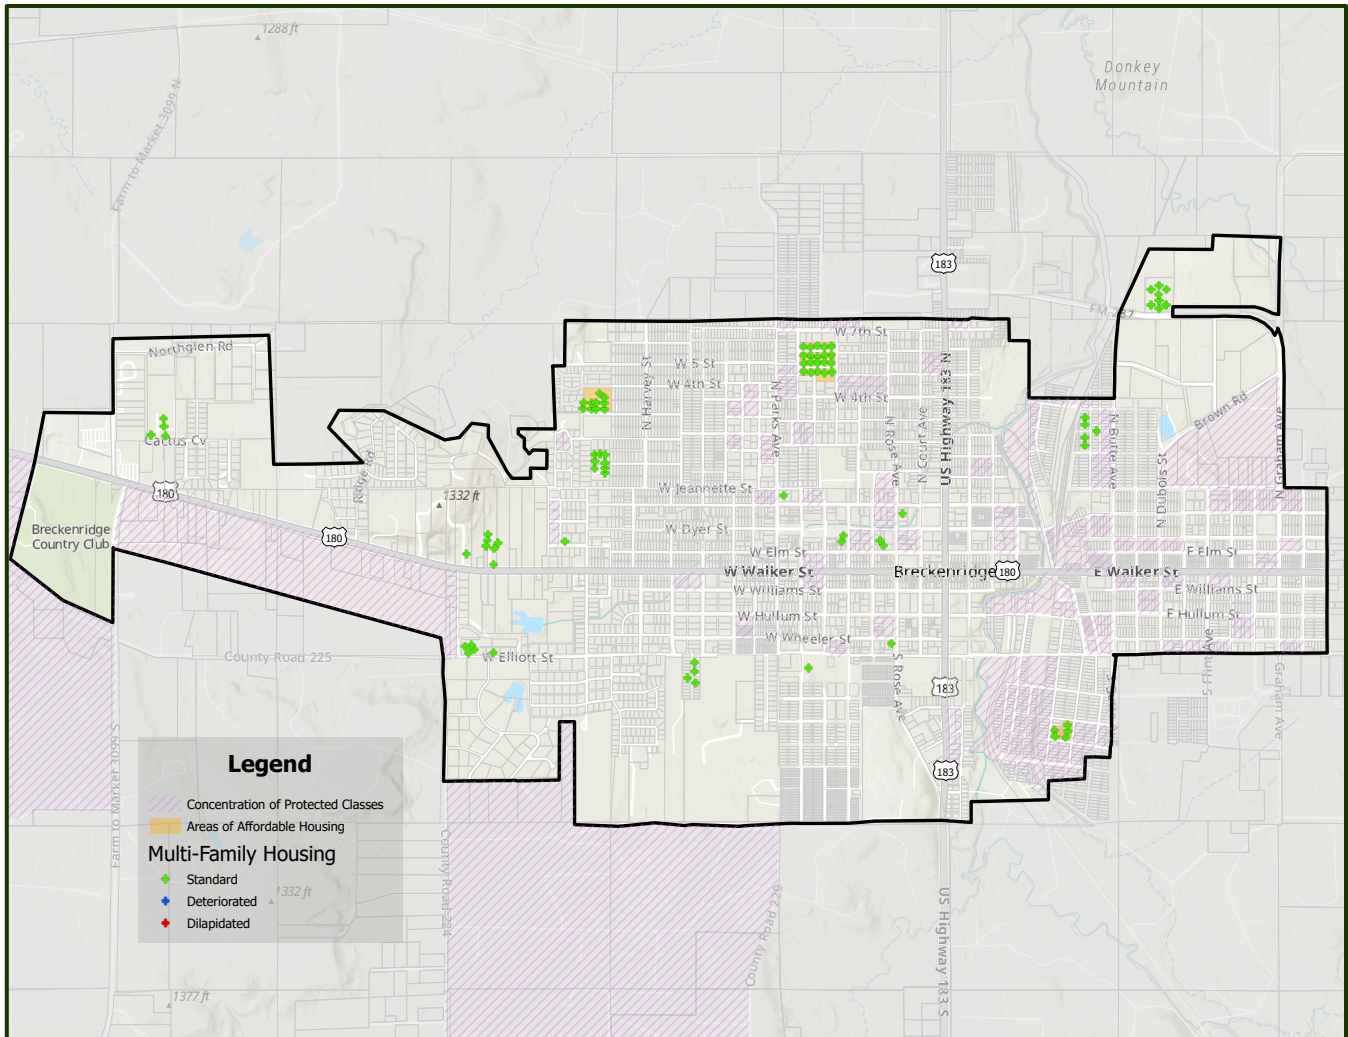 1288 ft
Donkey
Mountain
Farm to Market 3099 N
183
FM 287
W 7th St
Northglen Rd
W 5 St
W 4th St
W 4th St
N Harvey St
N Parks Ave
N Rose Ave
N Court Ave
US Highway 183 N
N Butte Ave
Brown Rd
N Graham Ave
N Dubois St
Cactus Cv
Ridge Rd
180
1332 ft
W Jeannette St
W Dyer St
180
Breckenridge
Country Club
W Elm St
E Elm St
W Walker St
Breckenridge
180
E Walker St
W Williams St
E Williams St
W Hullum St
E Hullum St
W Wheeler St
County Road 225
W Elliott St
S Rose Ave
S Flint Ave
Graham Ave
183
183
Farm to Market 3099 S
Legend
Concentration of Protected Classes
Areas of Affordable Housing
Multi-Family Housing
Standard
Deteriorated
Dilapidated
1332 ft
1377 ft
County Road 224
County Road 229
US Highway 183 S